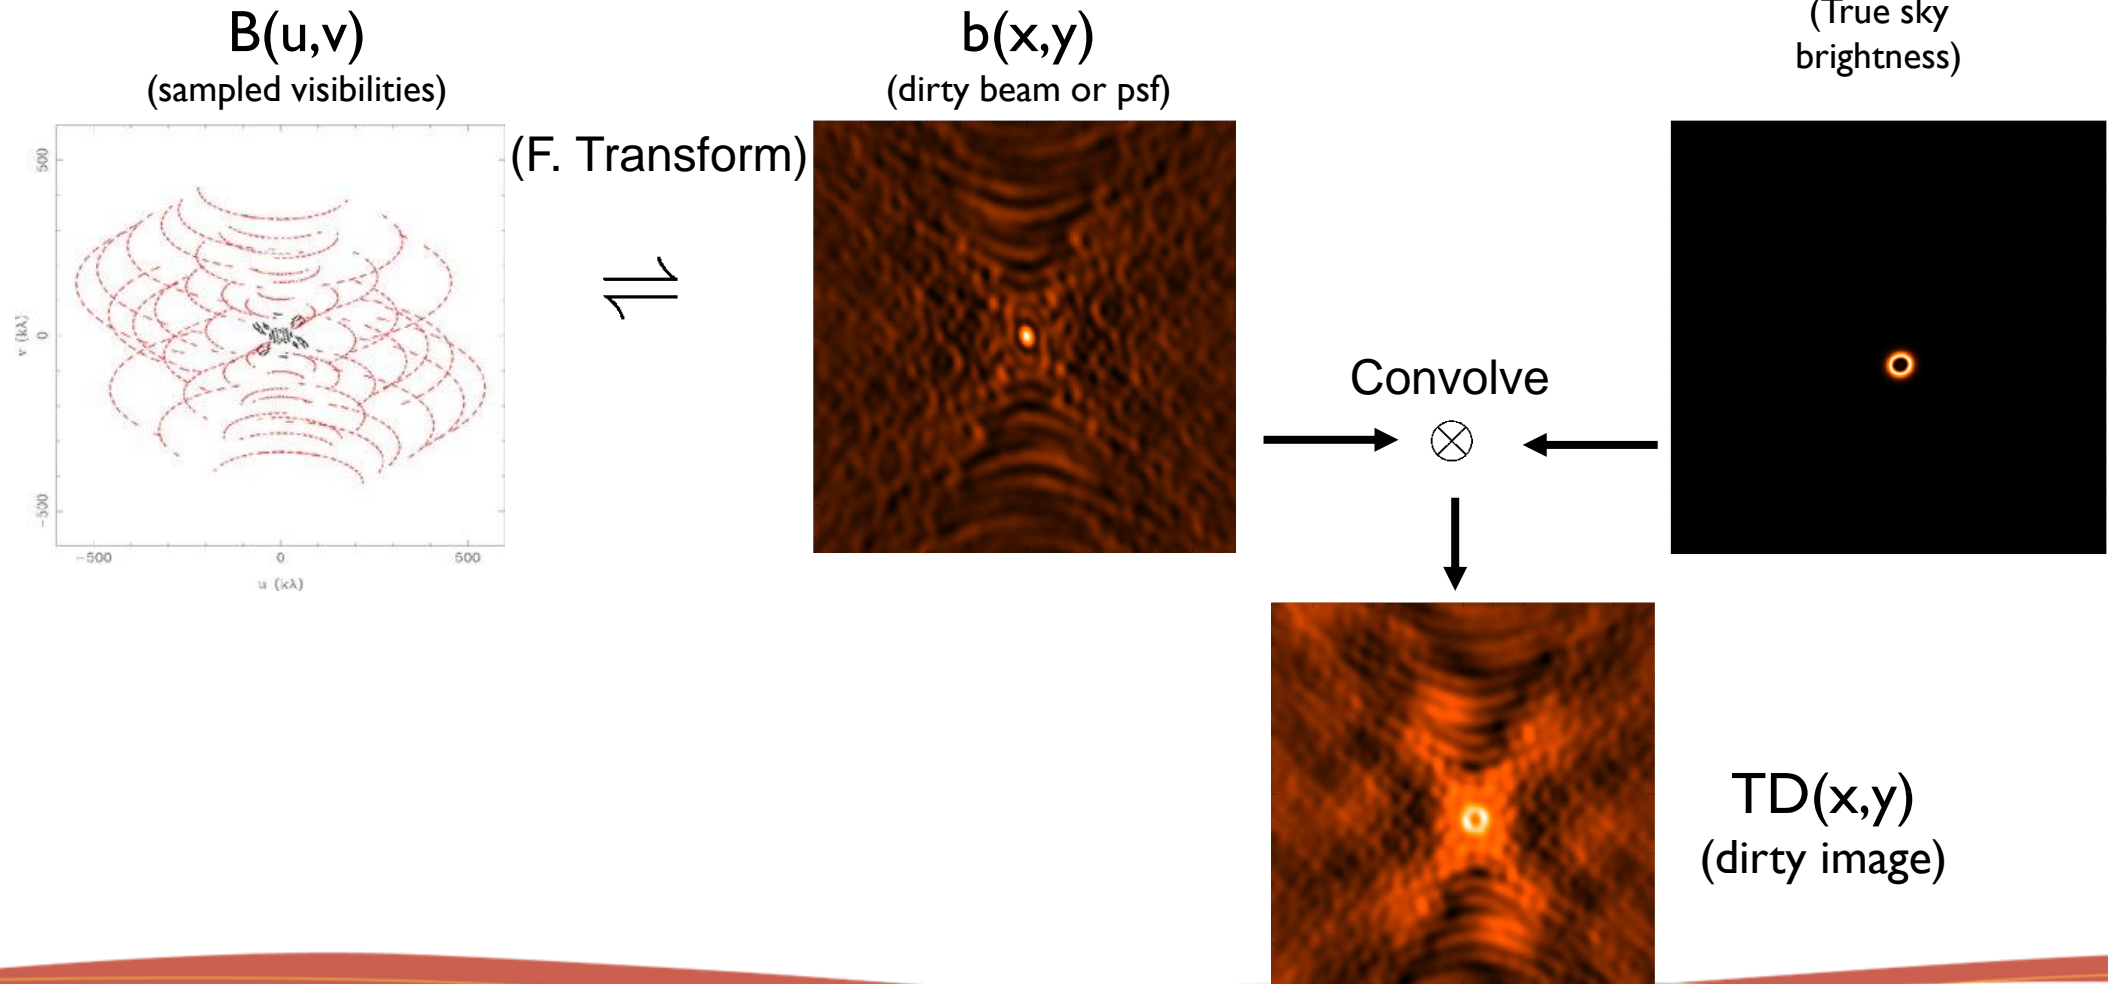 B(u,v)
(sampled visibilities)
b(x,y)
(dirty beam or psf)
(True sky
brightness)
(F. Transform)
500
0
-500
v (kλ)
-500
0
500
u (kλ)
Convolve
TD(x,y)
(dirty image)